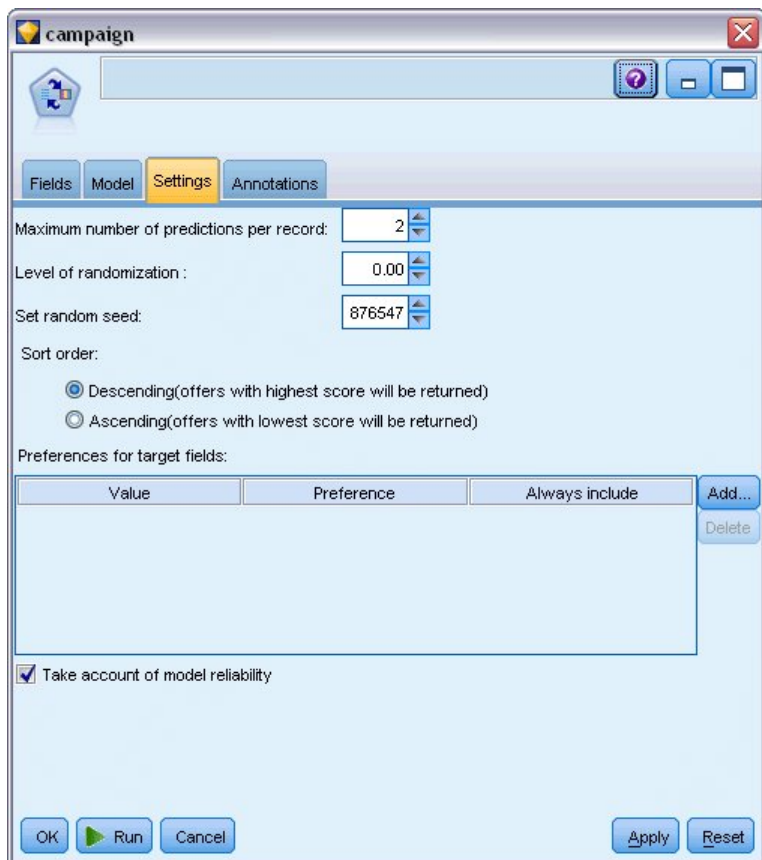 campaign
Fields Model Settings Annotations
Maximum number of predictions per record: 2
Level of randomization : 0.00
Set random seed: 876547
Sort order:
Descending(offers with highest score will be returned)
Ascending(offers with lowest score will be returned)
Preferences for target fields:
Value Preference Always include Add...
Delete
Take account of model reliability
OK Run Cancel Apply Reset